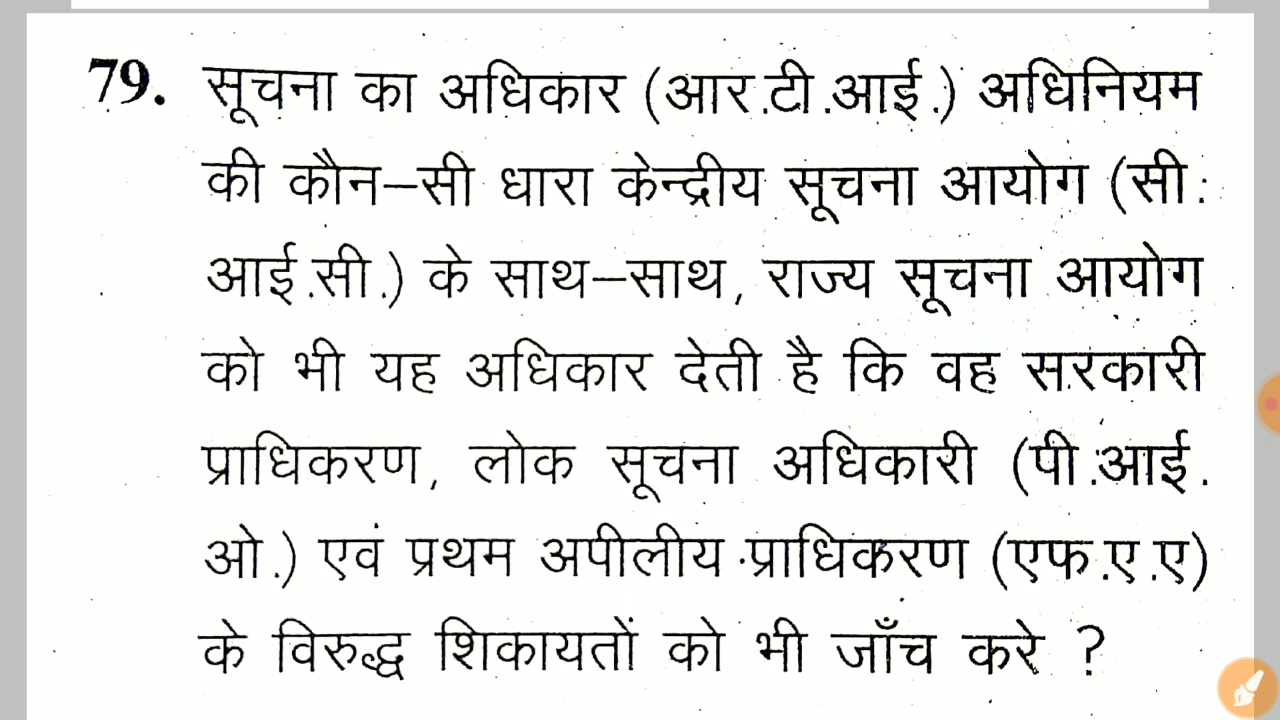 79. सूचना का अधिकार (आर.टी.आई.) अधिनियम
की कौन–सी धारा केन्द्रीय सूचना आयोग (सी.
आई.सी.) के साथ–साथ, राज्य सूचना आयोग
को भी यह अधिकार देती है कि वह सरकारी
प्राधिकरण, लोक सूचना अधिकारी (पी.आई.
ओ.) एवं प्रथम अपीलीय प्राधिकरण (एफ.ए.ए)
के विरुद्ध शिकायतों को भी जाँच करे ?